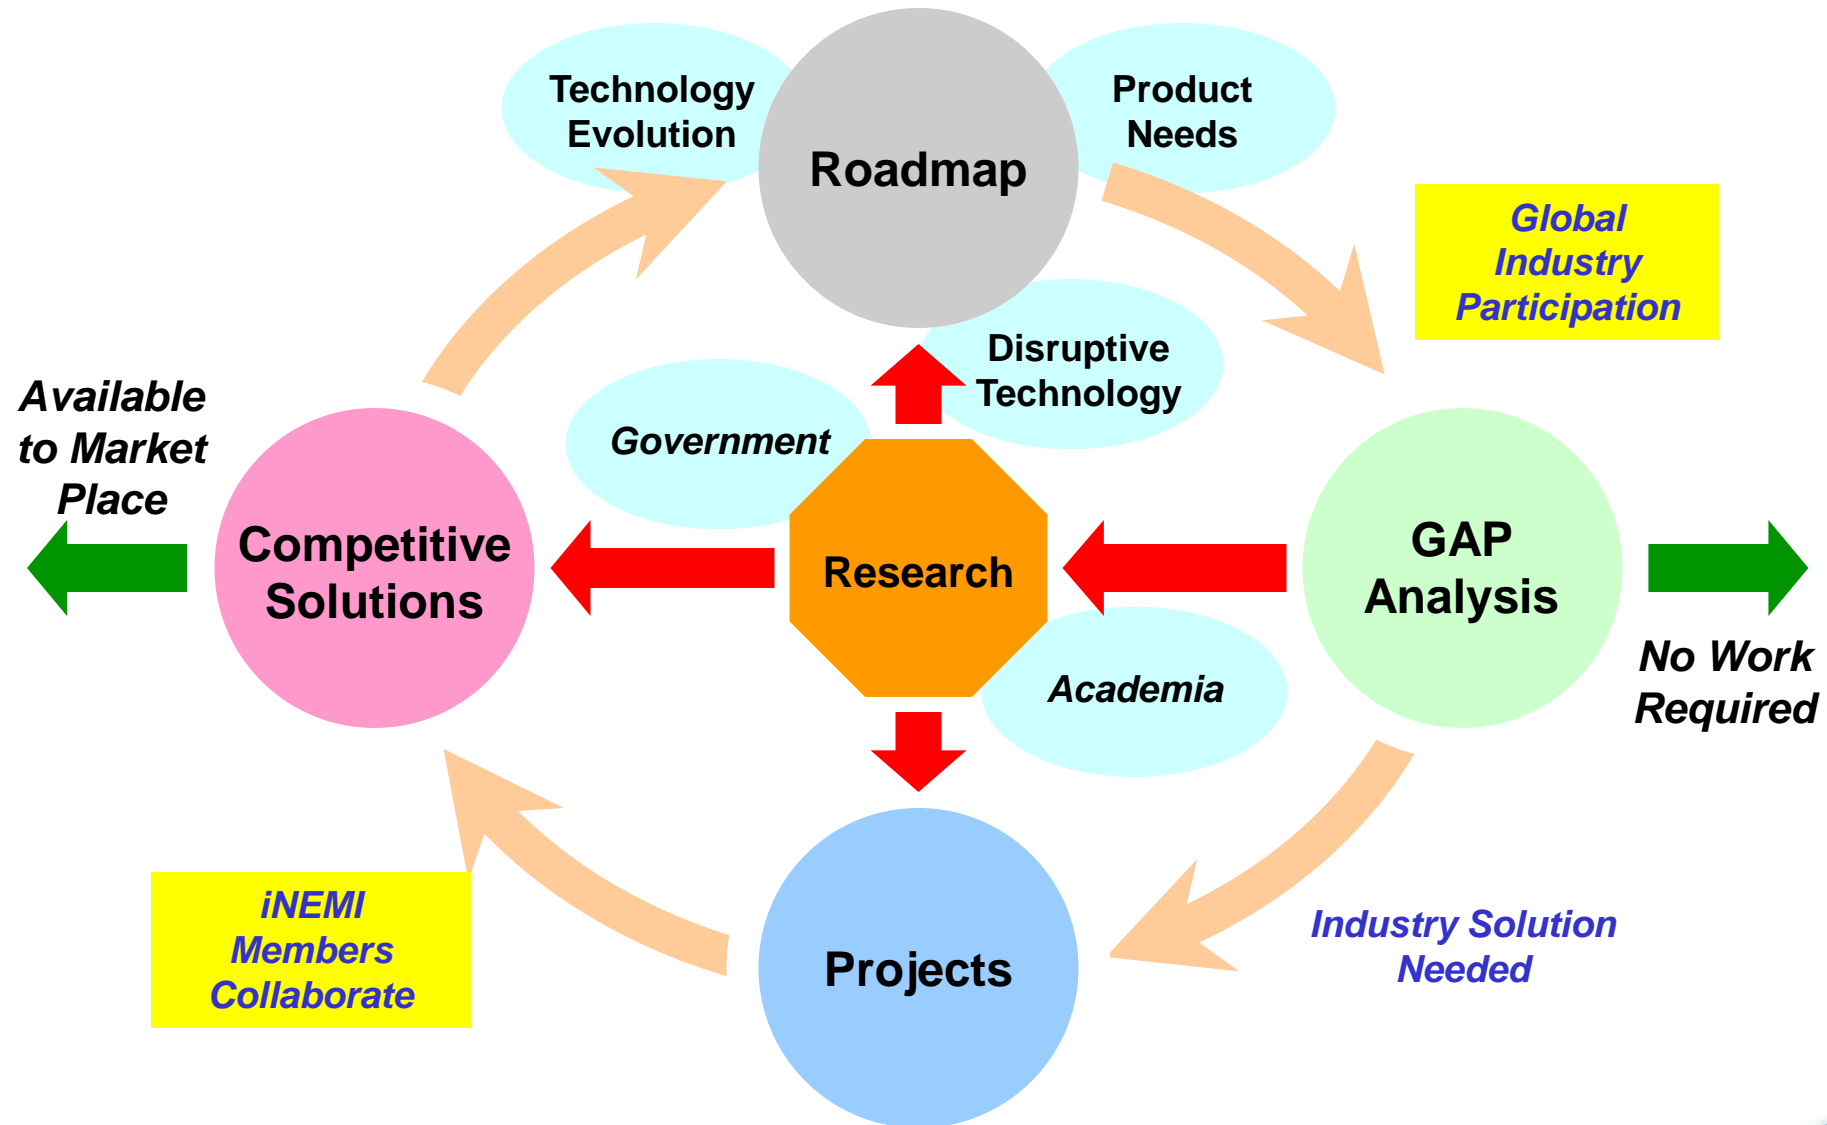 Technology
Evolution
Roadmap
Product
Needs
Global
Industry
Participation
Disruptive
Technology
Government
Available
to Market
Place
Competitive
Solutions
Research
GAP
Analysis
No Work
Required
Academia
iNEMI
Members
Collaborate
Projects
Industry Solution
Needed